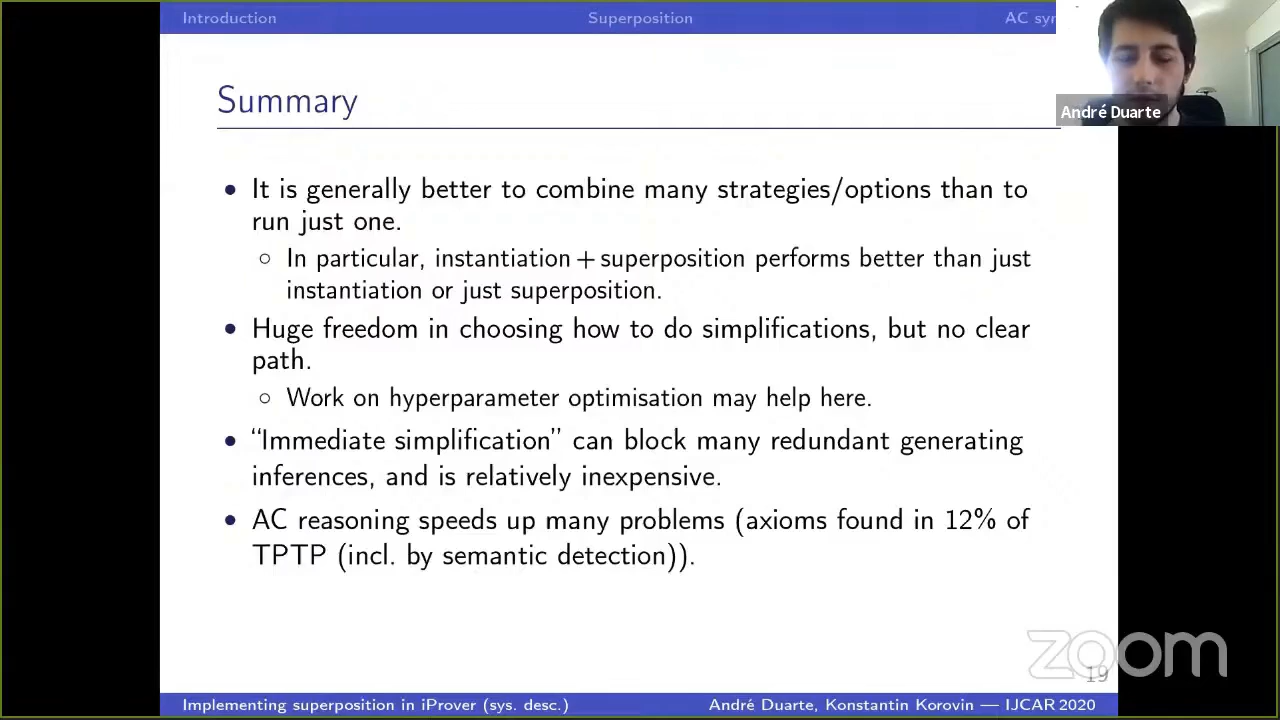 Introduction Superposition AC
André Duarte
Summary
• It is generally better to combine many strategies/options than to
run just one.
◦ In particular, instantiation + superposition performs better than just
instantiation or just superposition.
• Huge freedom in choosing how to do simplifications, but no clear
path.
◦ Work on hyperparameter optimisation may help here.
• “Immediate simplification” can block many redundant generating
inferences, and is relatively inexpensive.
• AC reasoning speeds up many problems (axioms found in 12% of
TPTP (incl. by semantic detection)).
zoom
19
Implementing superposition in iProver (sys. desc.) André Duarte, Konstantin Korovin — IJCAR 2020